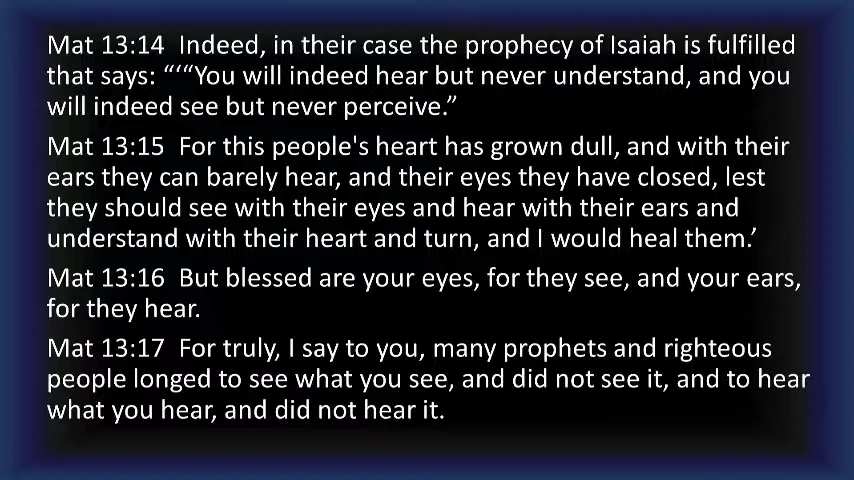 Mat 13:14  Indeed, in their case the prophecy of Isaiah is fulfilled
that says: “‘“You will indeed hear but never understand, and you
will indeed see but never perceive.”
Mat 13:15  For this people's heart has grown dull, and with their
ears they can barely hear, and their eyes they have closed, lest
they should see with their eyes and hear with their ears and
understand with their heart and turn, and I would heal them.’
Mat 13:16  But blessed are your eyes, for they see, and your ears,
for they hear.
Mat 13:17  For truly, I say to you, many prophets and righteous
people longed to see what you see, and did not see it, and to hear
what you hear, and did not hear it.